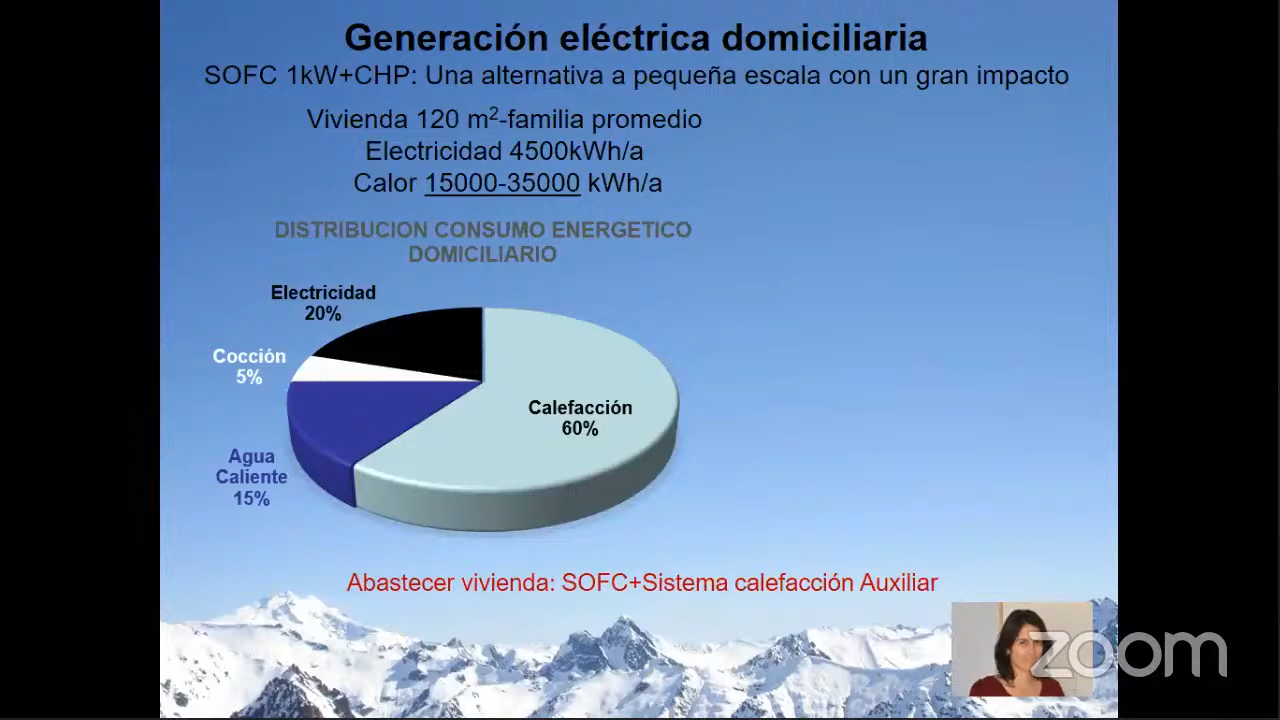 Generación eléctrica domiciliaria
SOFC 1kW+CHP: Una alternativa a pequeña escala con un gran impacto
Vivienda 120 m²-familia promedio
Electricidad 4500kWh/a
Calor 15000-35000 kWh/a
DISTRIBUCION CONSUMO ENERGETICO
DOMICILIARIO
Electricidad
20%
Cocción
5%
Calefacción
60%
Agua
Caliente
15%
Abastecer vivienda: SOFC+Sistema calefacción Auxiliar
zoom